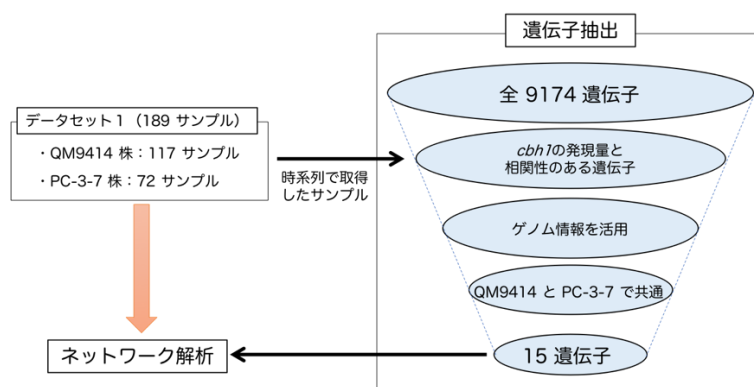 遺伝子抽出
全 9174 遺伝子
データセット1（189 サンプル）
・QM9414 株：117 サンプル
・PC-3-7 株：72 サンプル
時系列で取得
したサンプル
cbh1の発現量と
相関性のある遺伝子
ゲノム情報を活用
QM9414 と PC-3-7 で共通
15 遺伝子
ネットワーク解析